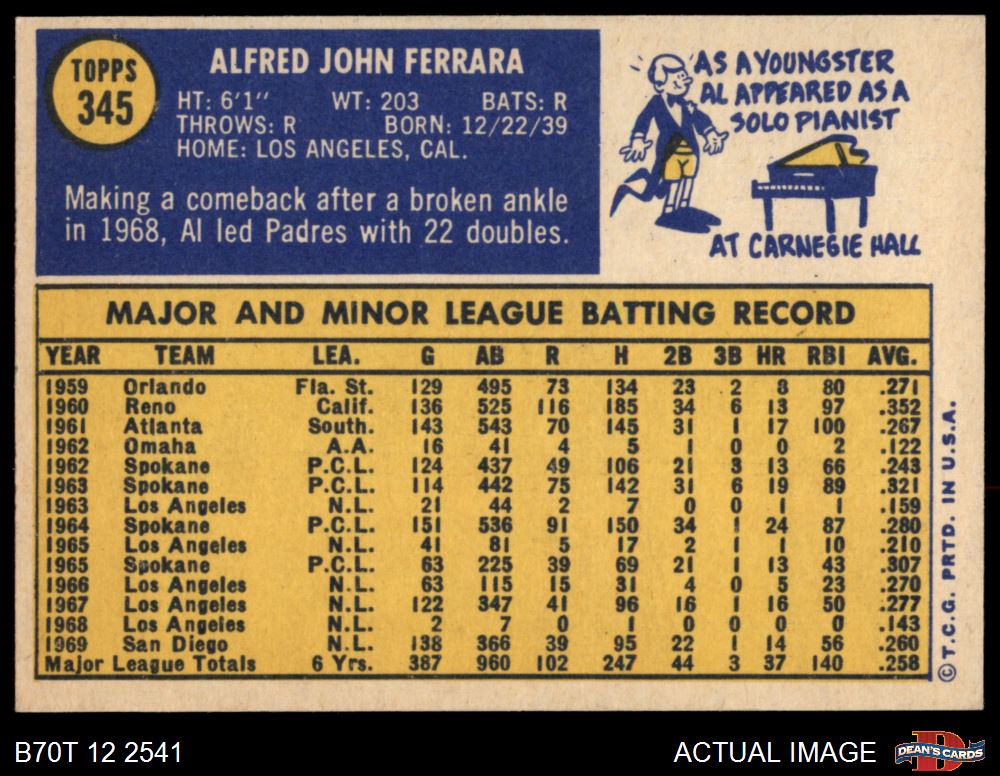 TOPPS
345
ALFRED JOHN FERRARA
HT: 6'1" WT: 203 BATS: R
THROWS: R BORN: 12/22/39
HOME: LOS ANGELES, CAL.
Making a comeback after a broken ankle
in 1968, Al led Padres with 22 doubles.
AS A YOUNGSTER
AL APPEARED AS A
SOLO PIANIST
AT CARNEGIE HALL
MAJOR AND MINOR LEAGUE BATTING RECORD
YEAR TEAM LEA. G AB R H 2B 3B HR RBI AVG.
1959 Orlando Fla. St. 129 495 73 134 23 2 8 80 .271
1960 Reno Calif. 136 525 116 185 34 6 13 97 .352
1961 Atlanta South. 143 543 70 145 31 1 17 100 .267
1962 Omaha A.A. 16 41 4 5 1 0 0 2 .122
1962 Spokane P.C.L. 124 437 49 106 21 3 13 66 .243
1963 Spokane P.C.L. 114 442 75 142 31 6 19 89 .321
1963 Los Angeles N.L. 21 44 2 7 0 0 1 1 .159
1964 Spokane P.C.L. 151 536 91 150 34 1 24 87 .280
1965 Los Angeles N.L. 41 81 5 17 2 1 1 10 .210
1965 Spokane P.C.L. 63 225 39 69 21 1 13 43 .307
1966 Los Angeles N.L. 63 115 15 31 4 0 5 23 .270
1967 Los Angeles N.L. 122 347 41 96 16 1 16 50 .277
1968 Los Angeles N.L. 2 7 0 1 0 0 0 0 .143
1969 San Diego N.L. 138 366 39 95 22 1 14 56 .260
Major League Totals 6 Yrs. 387 960 102 247 44 3 37 140 .258
© T.C.G. PRTD. IN U.S.A.
B70T 12 2541
ACTUAL IMAGE
D
DEAN'S CARDS